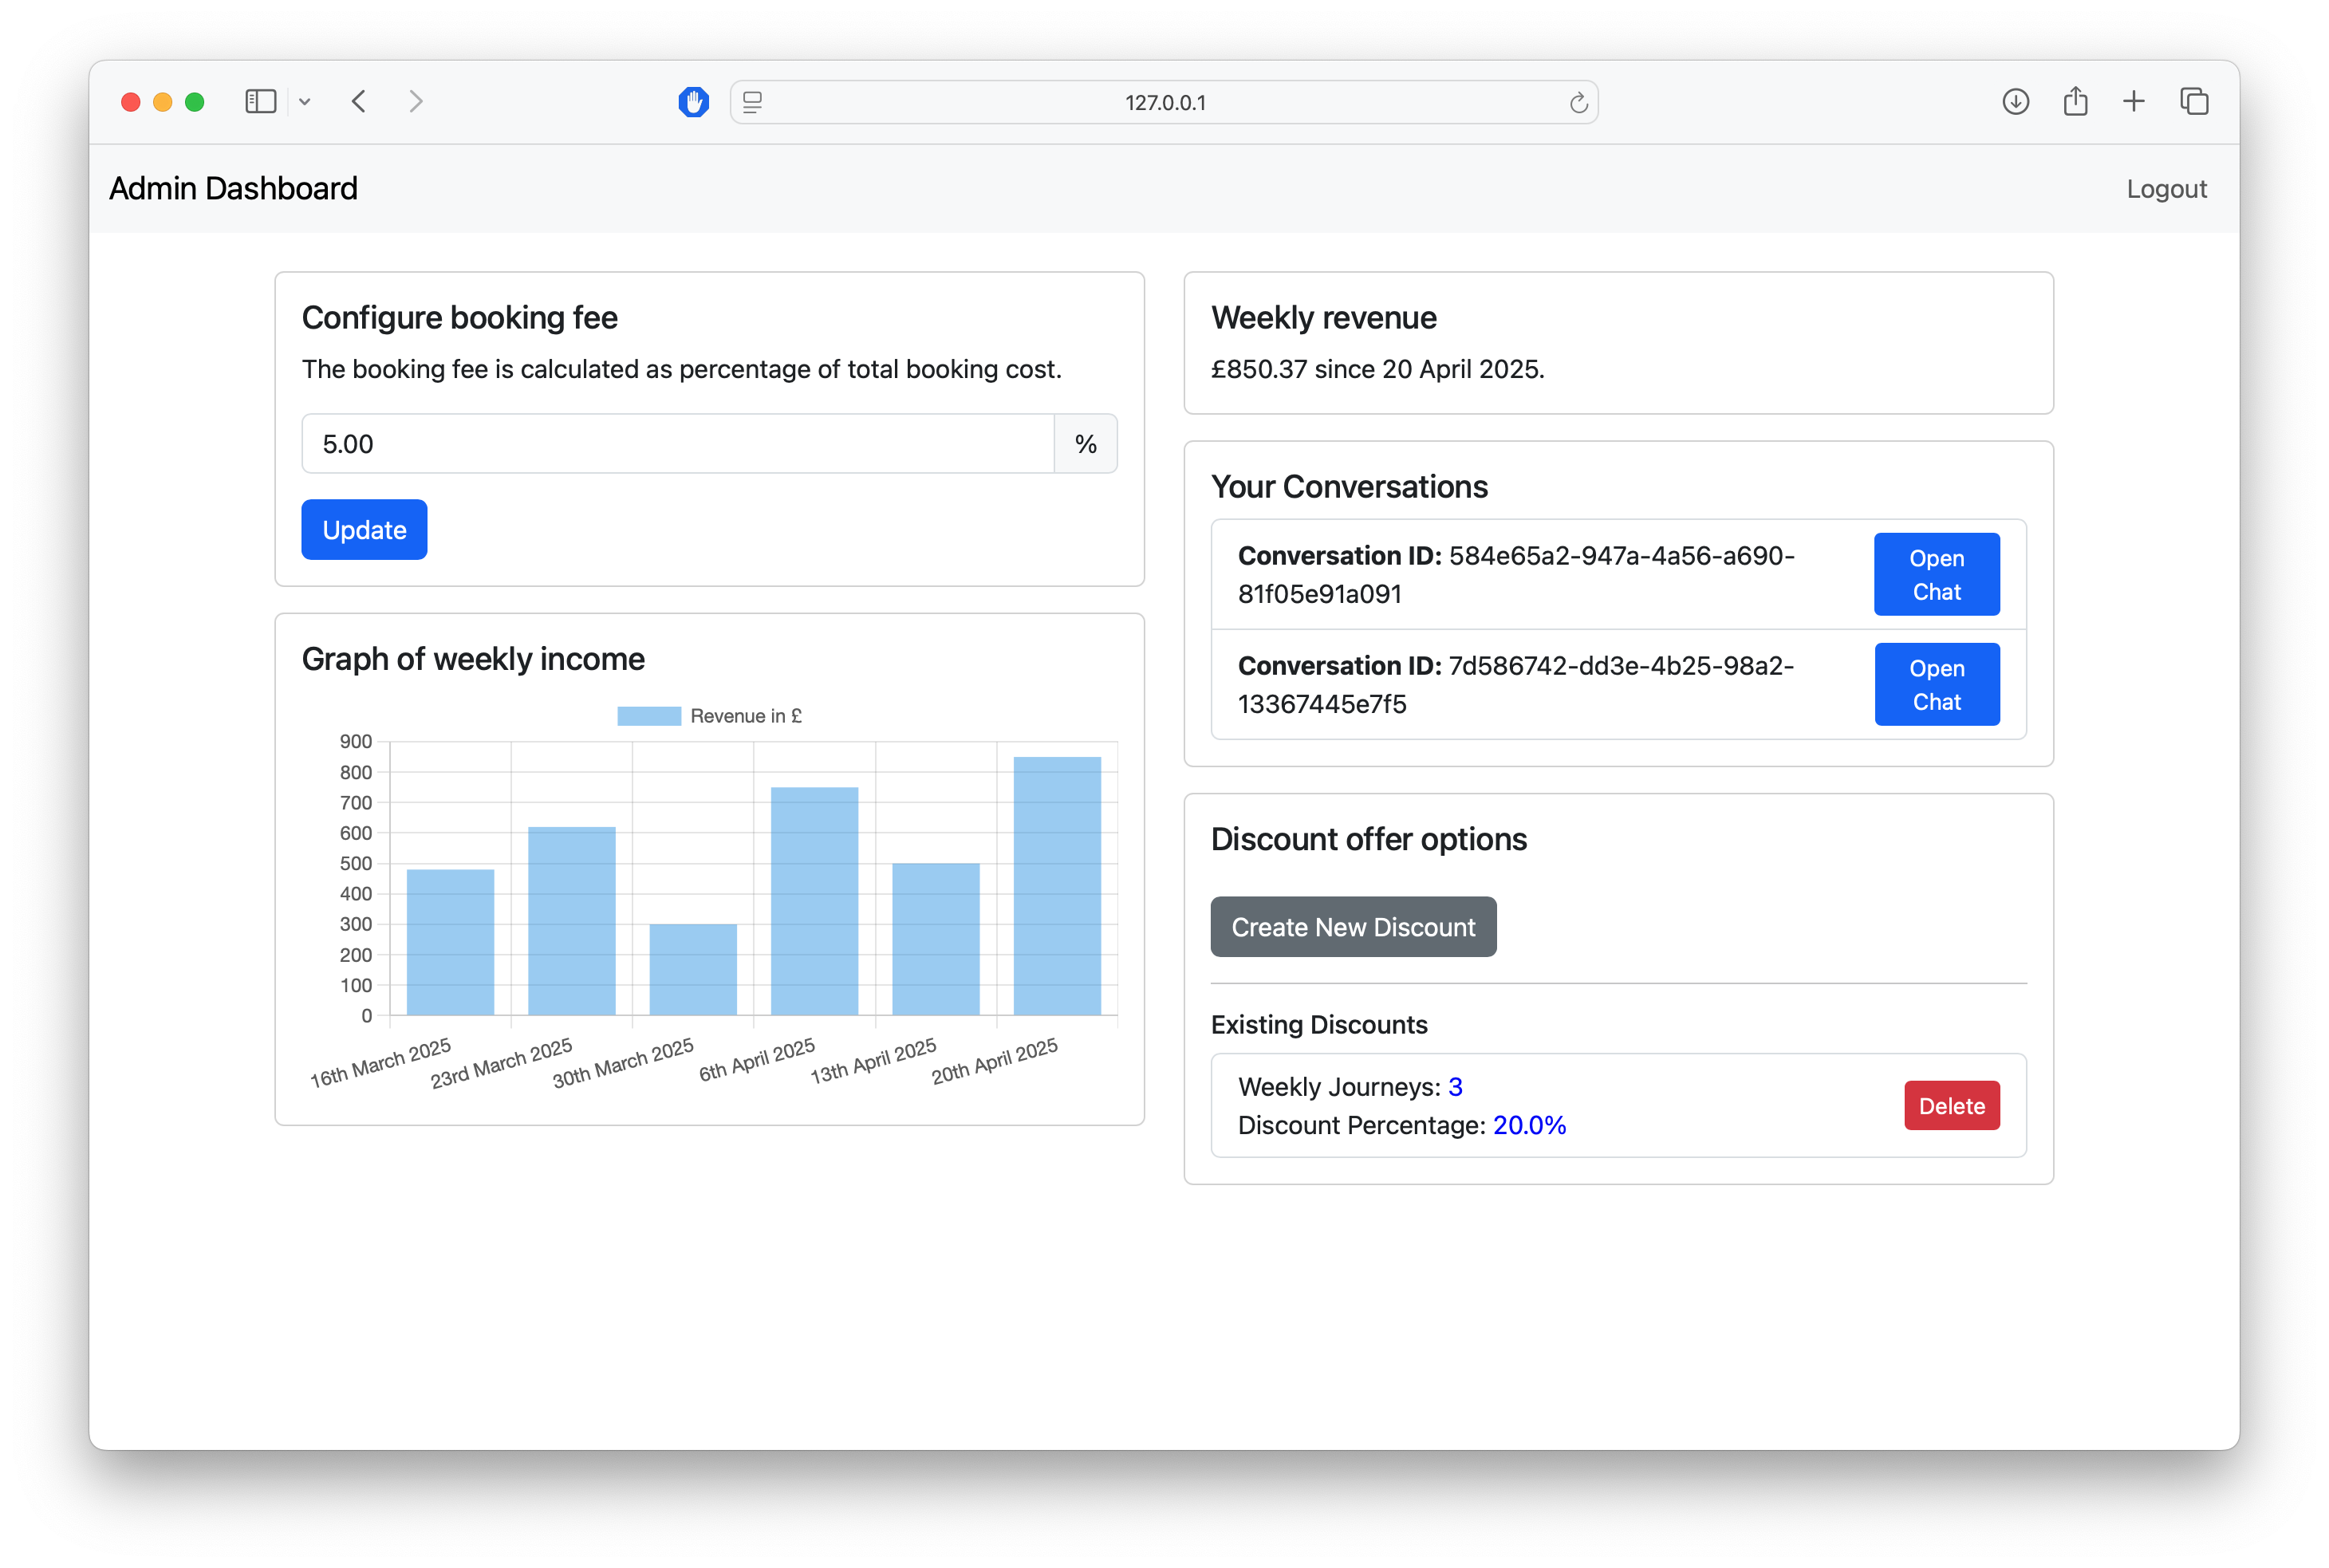 127.0.0.1
Admin Dashboard
Logout
Configure booking fee
The booking fee is calculated as percentage of total booking cost.
5.00
%
Update
Graph of weekly income
Revenue in £
900
800
700
600
500
400
300
200
100
0
16th March 2025
23rd March 2025
30th March 2025
6th April 2025
13th April 2025
20th April 2025
Weekly revenue
£850.37 since 20 April 2025.
Your Conversations
Conversation ID: 584e65a2-947a-4a56-a690-
81f05e91a091
Open
Chat
Conversation ID: 7d586742-dd3e-4b25-98a2-
13367445e7f5
Open
Chat
Discount offer options
Create New Discount
Existing Discounts
Weekly Journeys: 3
Discount Percentage: 20.0%
Delete